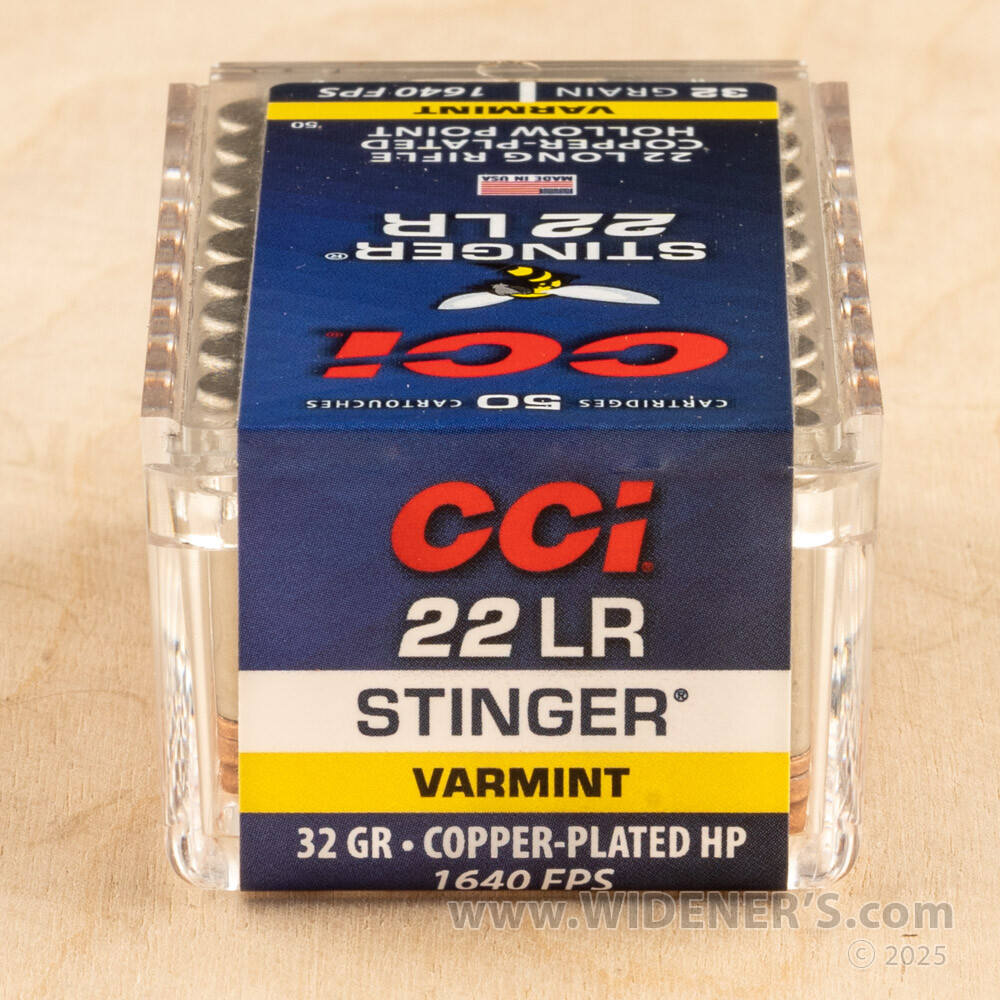 32 GRAIN 1640 FPS
VARMINT
50
22 LONG RIFLE
COPPER-PLATED
HOLLOW POINT
MADE IN USA
STINGER®
22 LR
CCI®
CARTRIDGES 50 CARTOUCHES
CCI®
22 LR
STINGER®
VARMINT
32 GR • COPPER-PLATED HP
1640 FPS
www.WIDENER'S.com
© 2025